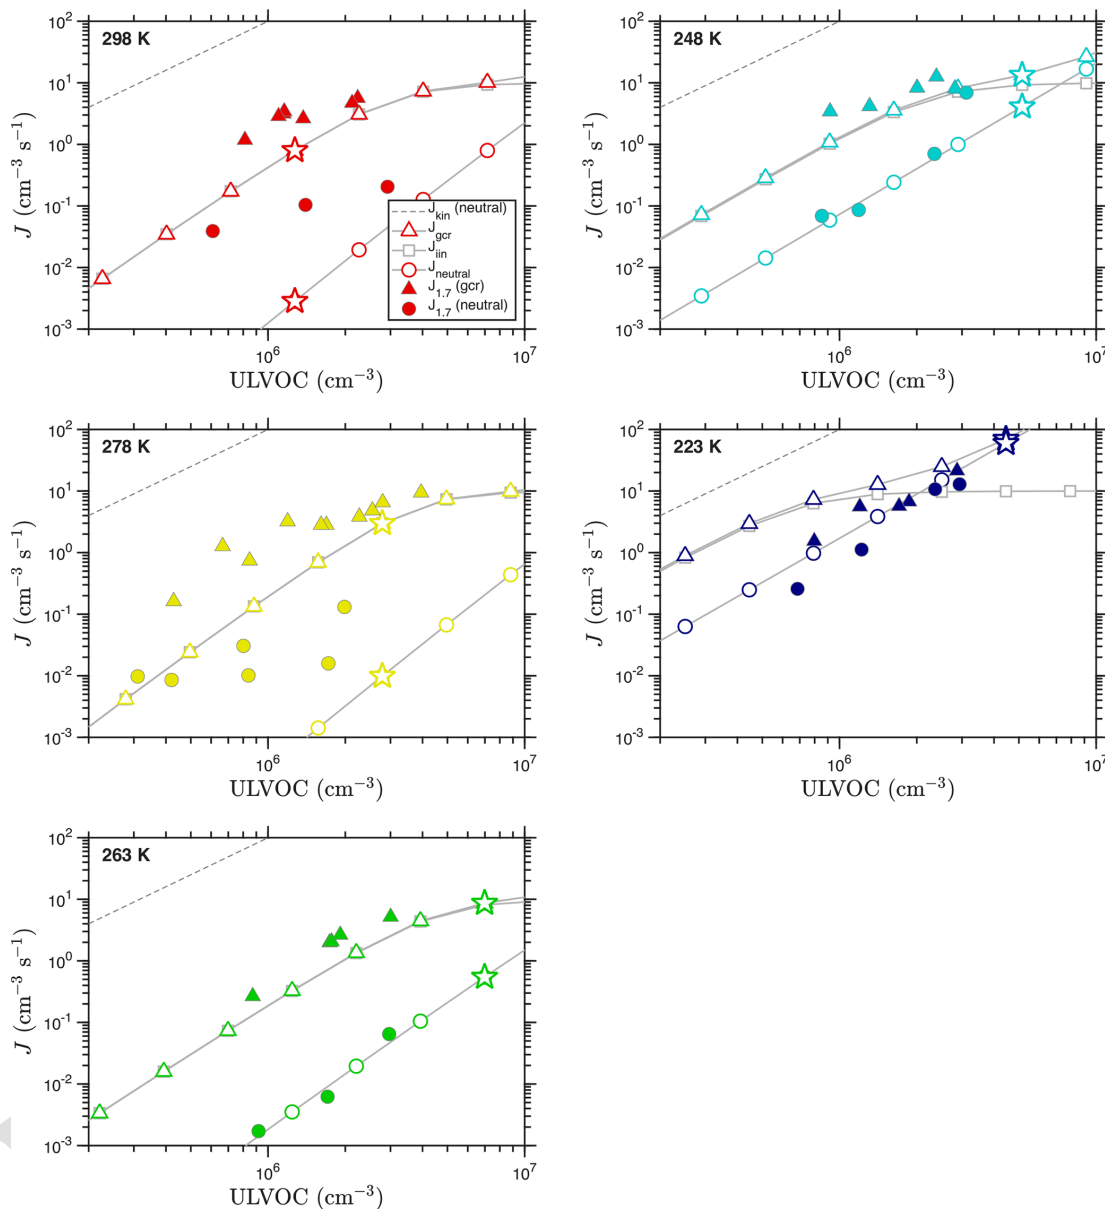 298 K
10²
10¹
10⁰
10⁻¹
10⁻²
10⁻³
J (cm⁻³ s⁻¹)
10⁶
10⁷
ULVOC (cm⁻³)
J_kin (neutral)
J_gcr
J_iin
J_neutral
J_1.7 (gcr)
J_1.7 (neutral)
248 K
10²
10¹
10⁰
10⁻¹
10⁻²
10⁻³
J (cm⁻³ s⁻¹)
10⁶
10⁷
ULVOC (cm⁻³)
278 K
10²
10¹
10⁰
10⁻¹
10⁻²
10⁻³
J (cm⁻³ s⁻¹)
10⁶
10⁷
ULVOC (cm⁻³)
223 K
10²
10¹
10⁰
10⁻¹
10⁻²
10⁻³
J (cm⁻³ s⁻¹)
10⁶
10⁷
ULVOC (cm⁻³)
263 K
10²
10¹
10⁰
10⁻¹
10⁻²
10⁻³
J (cm⁻³ s⁻¹)
10⁶
10⁷
ULVOC (cm⁻³)